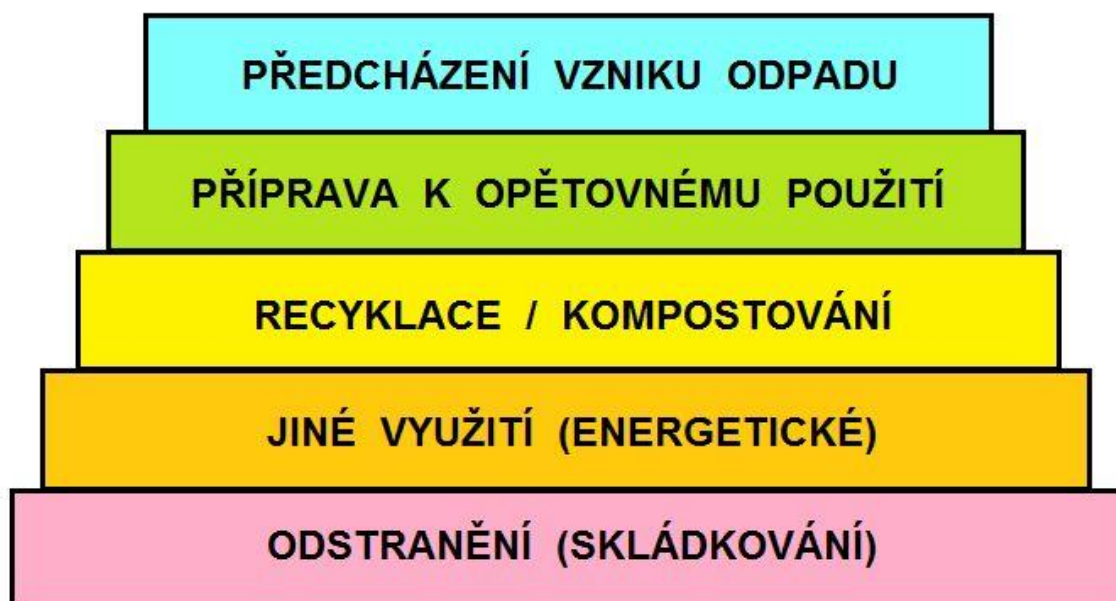 PŘEDCHÁZENÍ VZNIKU ODPADU
PŘÍPRAVA K OPĚTOVNÉMU POUŽITÍ
RECYKLACE / KOMPOSTOVÁNÍ
JINÉ VYUŽITÍ (ENERGETICKÉ)
ODSTRANĚNÍ (SKLÁDKOVÁNÍ)